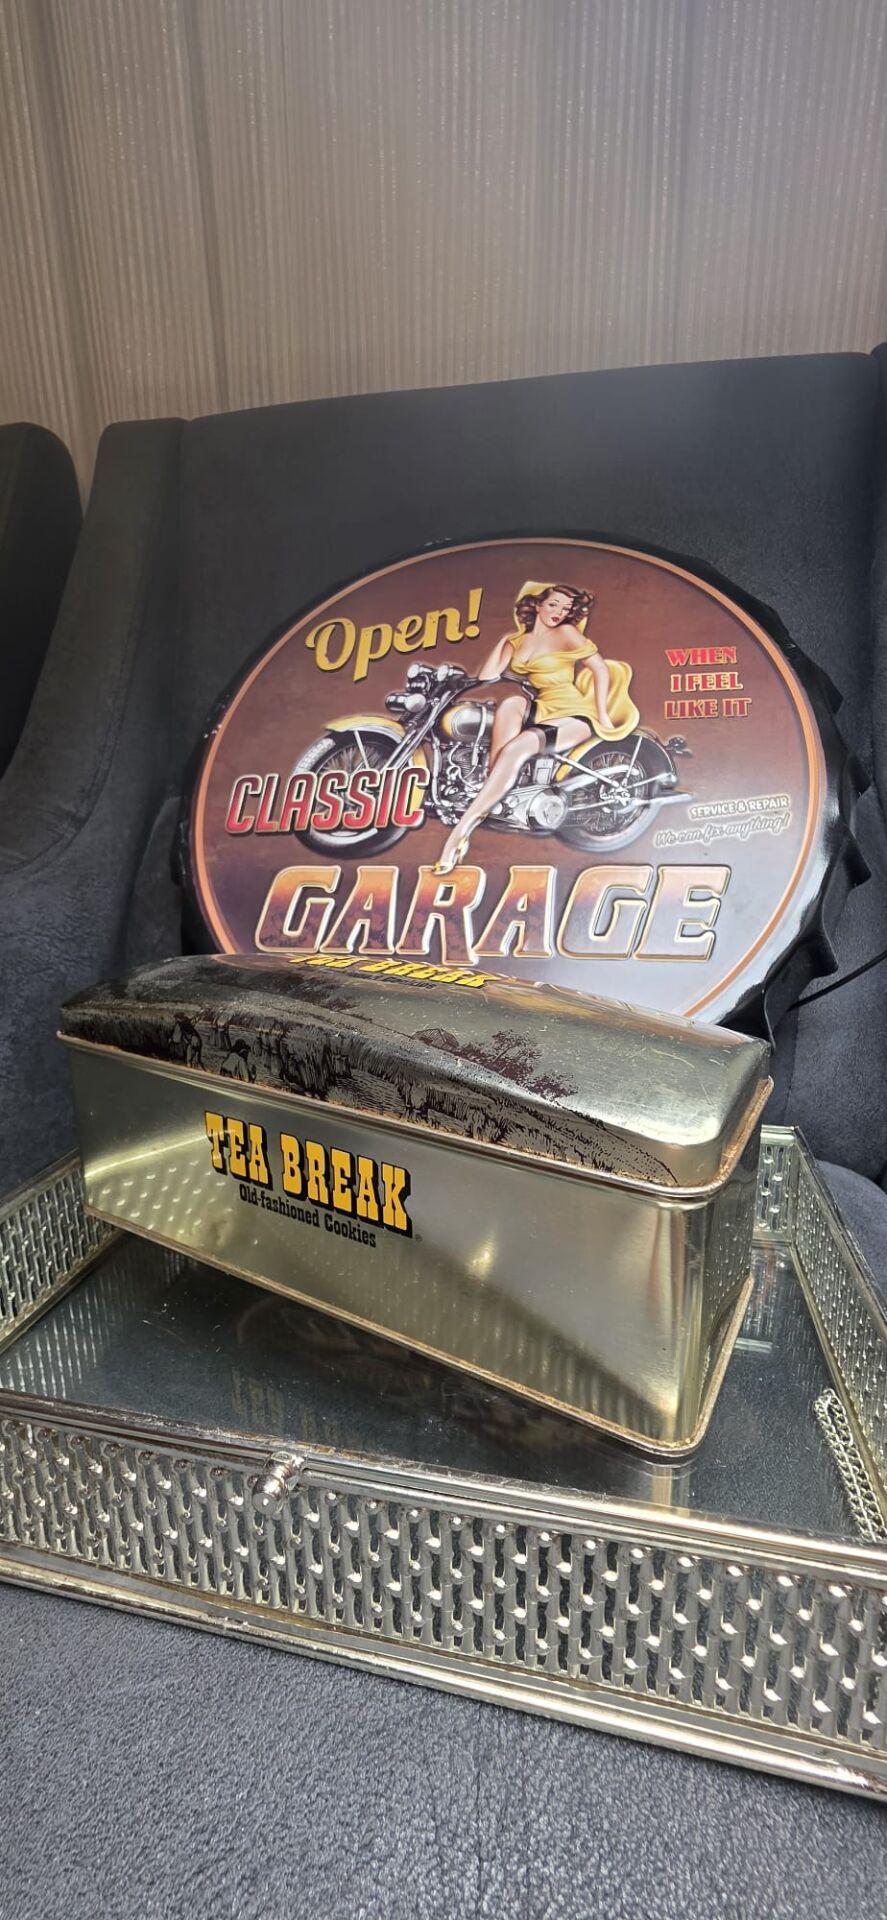 Open!
WHEN
I FEEL
LIKE IT
CLASSIC
SERVICE & REPAIR
We can fix anything!
GARAGE
TEA BREAK
TEA BREAK
Old-fashioned Cookies